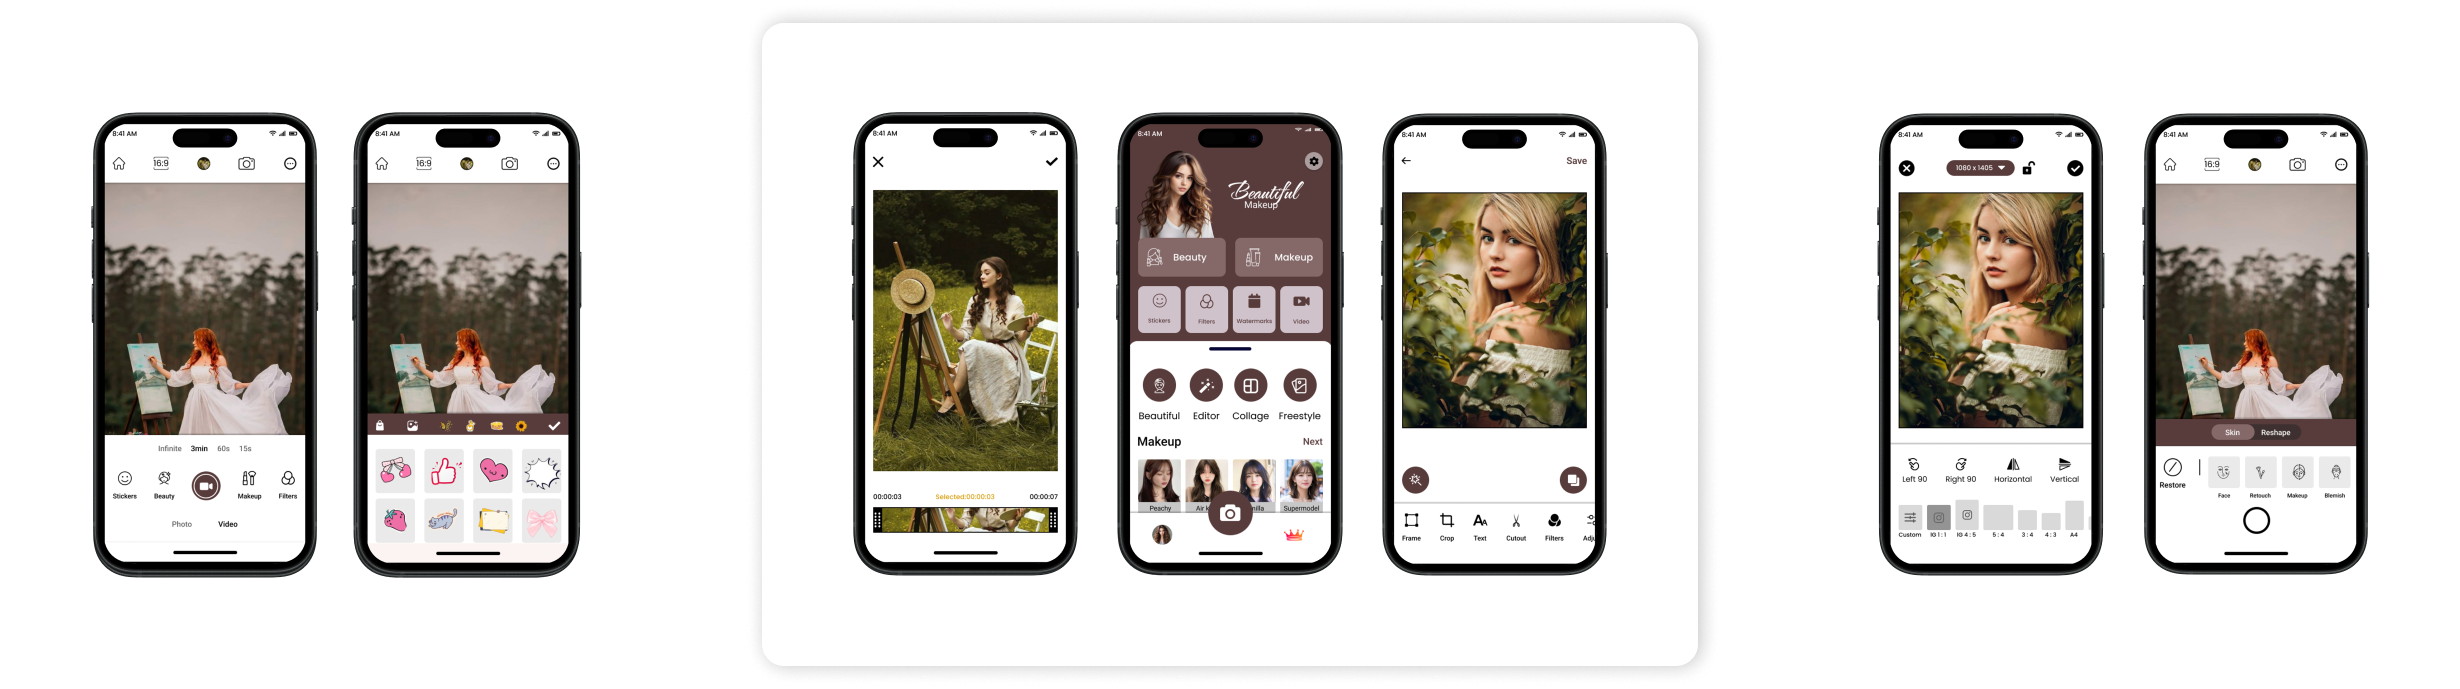 8:41 AM
16:9
Infinite 3min 60s 15s
Stickers Beauty Makeup Filters
Photo Video
8:41 AM
16:9
8:41 AM
00:00:03 Selected:00:00:03 00:00:07
8:41 AM
Beautiful
Makeup
Beauty Makeup
Stickers Filters Watermarks Video
Beautiful Editor Collage Freestyle
Makeup Next
Peachy Supermodel
8:41 AM
Save
Frame Crop Text Cutout Filters
8:41 AM
1080 x 1405
Left 90 Right 90 Horizontal Vertical
Custom IG 1:1 IG 4:5 5:4 3:4 4:3 A4
8:41 AM
16:9
Skin Reshape
Restore
Face Retouch Makeup Blemish